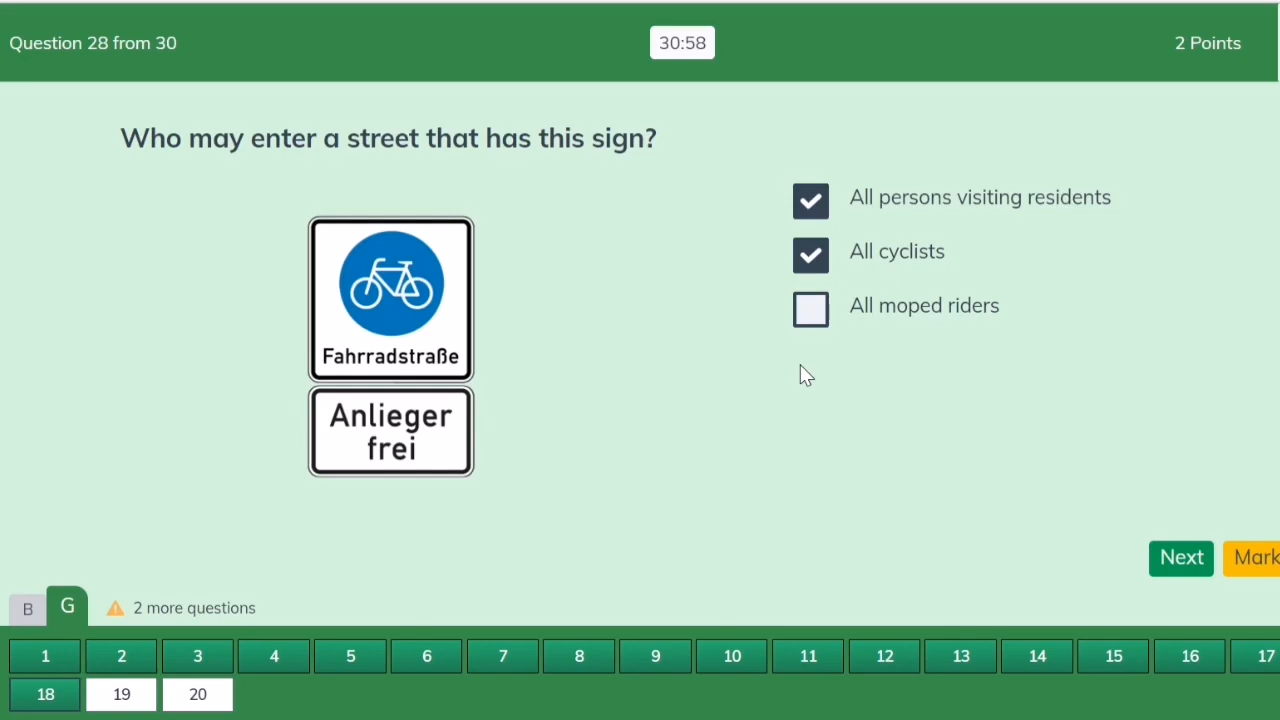 Question 28 from 30
30:58
2 Points
Who may enter a street that has this sign?
All persons visiting residents
All cyclists
All moped riders
Fahrradstraße
Anlieger
frei
Next
Mark
B
G
2 more questions
1 2 3 4 5 6 7 8 9 10 11 12 13 14 15 16 17
18 19 20